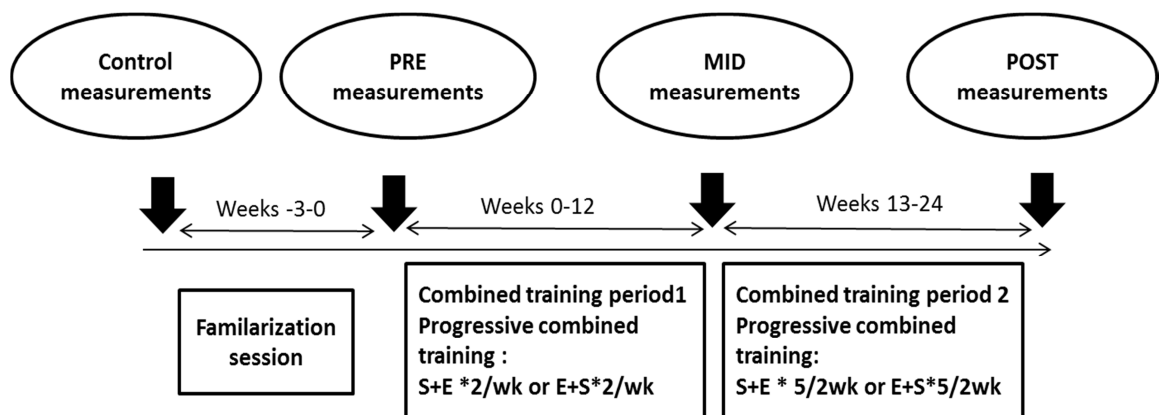 Control
measurements
PRE
measurements
MID
measurements
POST
measurements
Weeks -3-0
Weeks 0-12
Weeks 13-24
Familarization
session
Combined training period1
Progressive combined
training :
S+E *2/wk or E+S*2/wk
Combined training period 2
Progressive combined
training:
S+E * 5/2wk or E+S*5/2wk